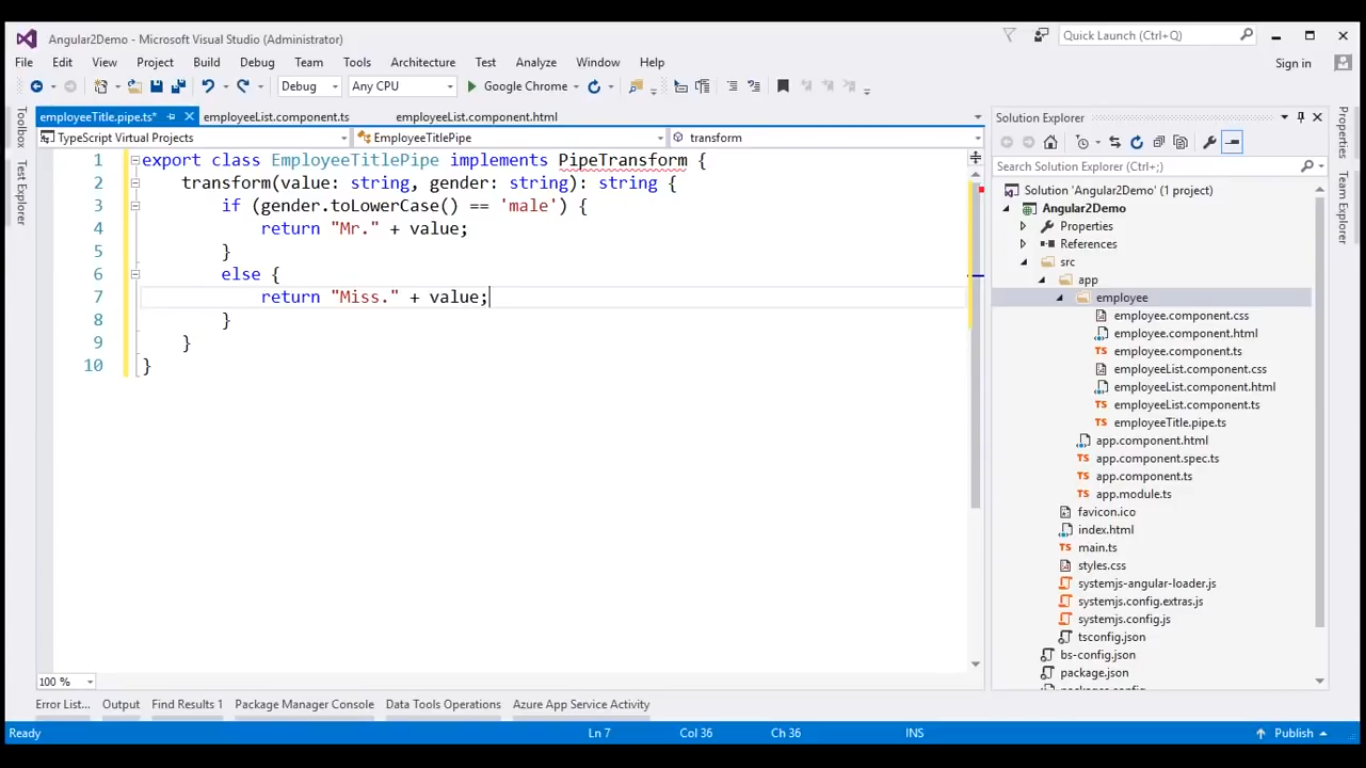 Angular2Demo - Microsoft Visual Studio (Administrator)
Quick Launch (Ctrl+Q)
File Edit View Project Build Debug Team Tools Architecture Test Analyze Window Help
Sign in
Debug Any CPU Google Chrome
employeeTitle.pipe.ts* employeeList.component.ts employeeList.component.html
TypeScript Virtual Projects EmployeeTitlePipe transform
Toolbox
Test Explorer
1 export class EmployeeTitlePipe implements PipeTransform {
2 transform(value: string, gender: string): string {
3 if (gender.toLowerCase() == 'male') {
4 return "Mr." + value;
5 }
6 else {
7 return "Miss." + value;
8 }
9 }
10 }
100 %
Solution Explorer
Search Solution Explorer (Ctrl+;)
Solution 'Angular2Demo' (1 project)
Angular2Demo
Properties
References
src
app
employee
employee.component.css
employee.component.html
employee.component.ts
employeeList.component.css
employeeList.component.html
employeeList.component.ts
employeeTitle.pipe.ts
app.component.html
app.component.spec.ts
app.component.ts
app.module.ts
favicon.ico
index.html
main.ts
styles.css
systemjs-angular-loader.js
systemjs.config.extras.js
systemjs.config.js
tsconfig.json
bs-config.json
package.json
Properties
Team Explorer
Error List... Output Find Results 1 Package Manager Console Data Tools Operations Azure App Service Activity
Ready Ln 7 Col 36 Ch 36 INS Publish